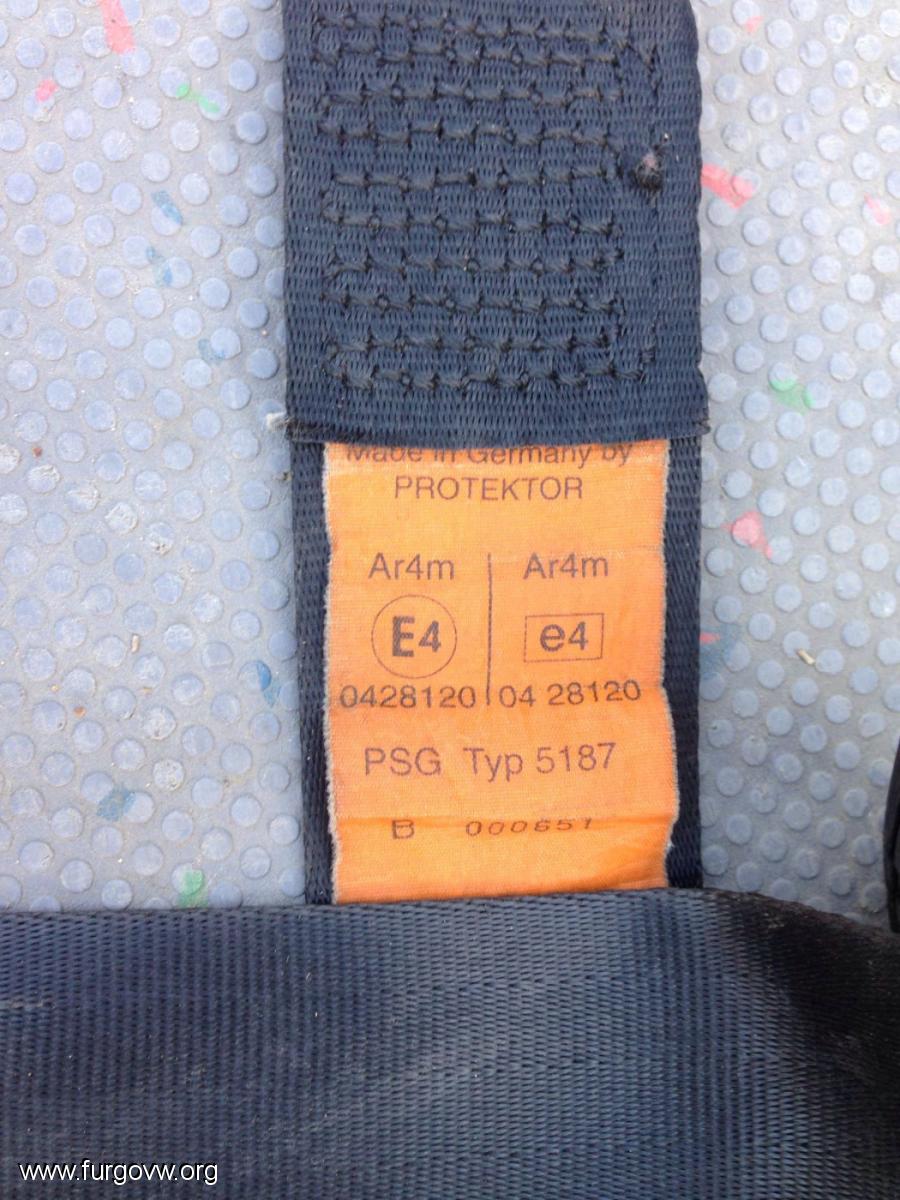 Made in Germany by
PROTEKTOR
Ar4m Ar4m
E4 e4
0428120 04 28120
PSG Typ 5187
B 000651
www.furgovw.org